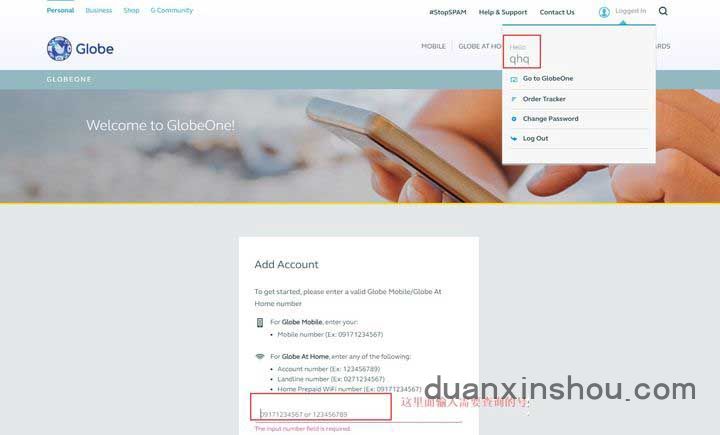 Personal Business Shop G Community #StopSPAM Help & Support Contact Us Logged In
Globe MOBILE GLOBE AT HO ARDS
Hello
qhq
GLOBEONE
Go to GlobeOne
Order Tracker
Change Password
Log Out
Welcome to GlobeOne!
Add Account
To get started, please enter a valid Globe Mobile/Globe At
Home number
For Globe Mobile, enter your:
• Mobile number (Ex: 09171234567)
For Globe At Home, enter any of the following:
• Account number (Ex: 123456789)
• Landline number (Ex: 0271234567)
• Home Prepaid WiFi number (Ex: 09171234567)
09171234567 or 123456789
这里面输入需要查询的号
The input number field is required.
duanxinshou_com